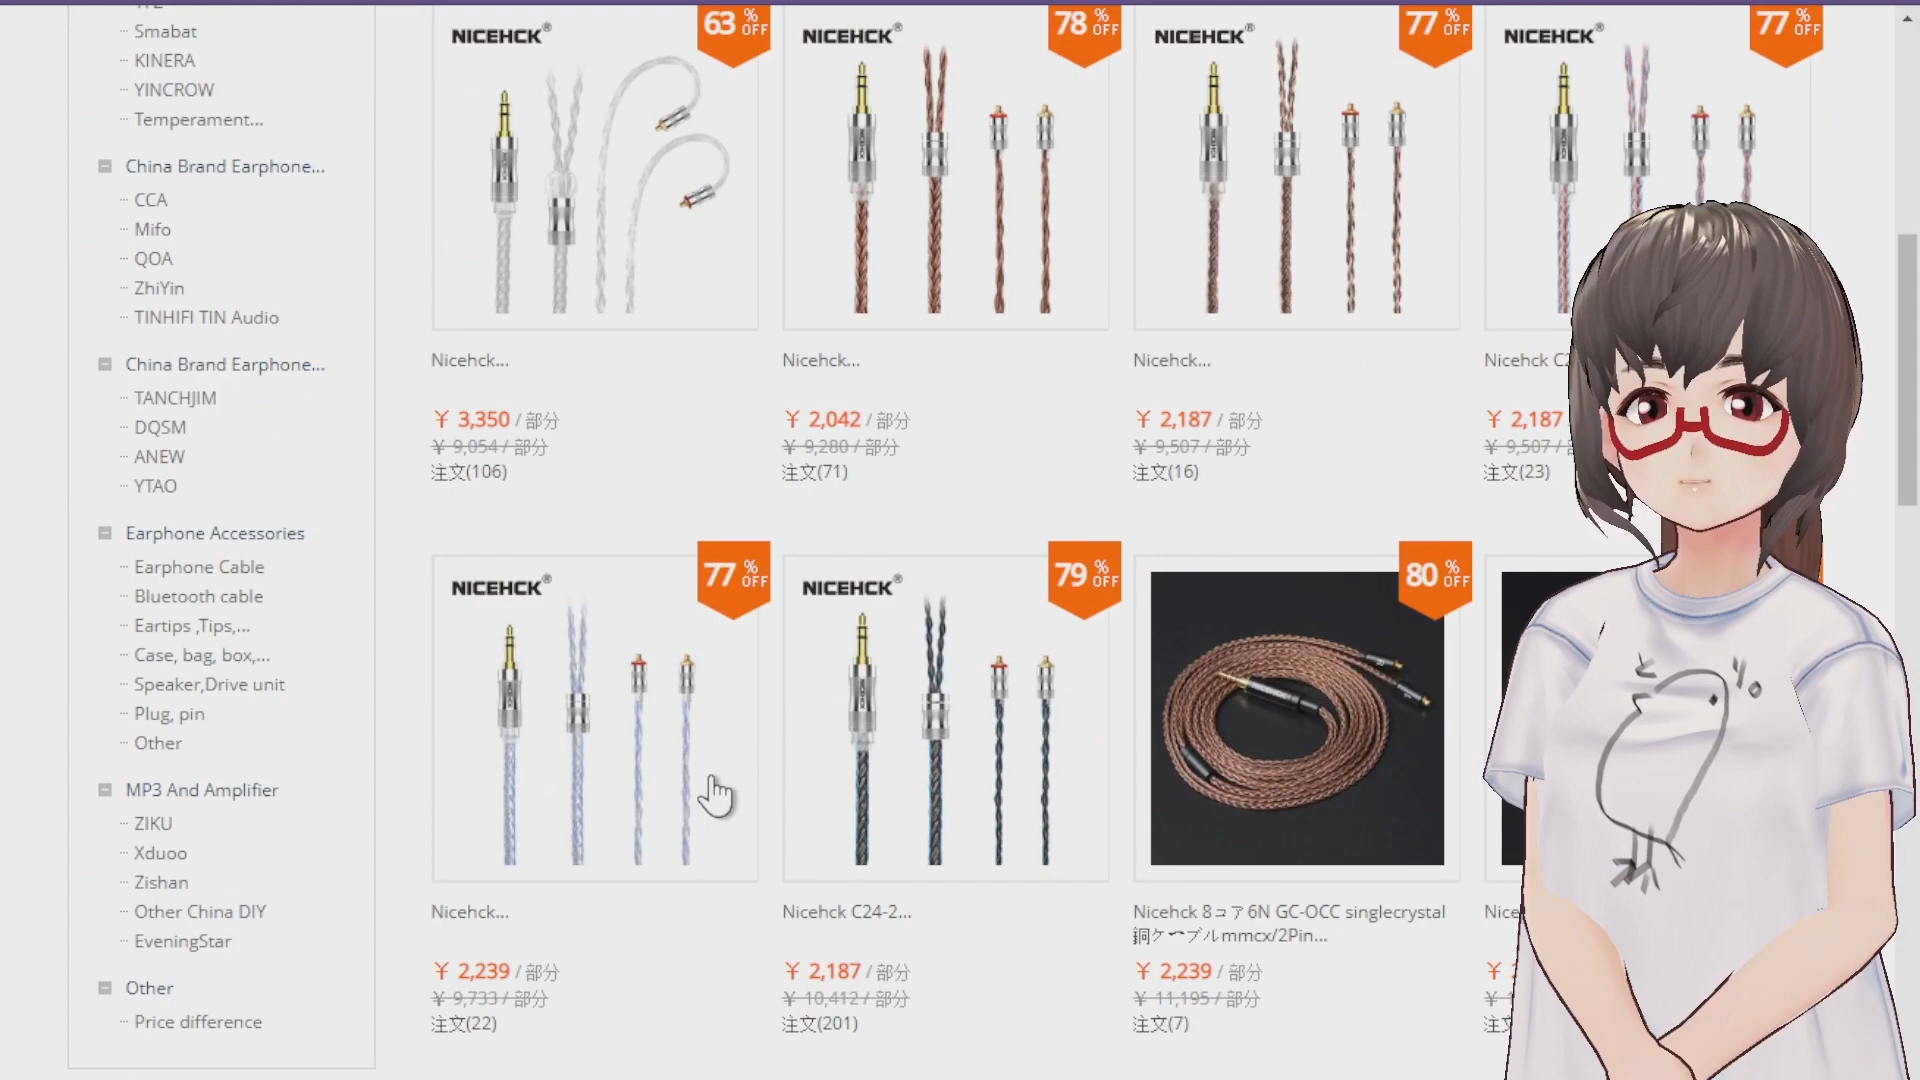 Smabat
KINERA
YINCROW
Temperament...
China Brand Earphone...
CCA
Mifo
QOA
ZhiYin
TINHIFI TIN Audio
China Brand Earphone...
TANCHJIM
DQSM
ANEW
YTAO
Earphone Accessories
Earphone Cable
Bluetooth cable
Eartips ,Tips,...
Case, bag, box,...
Speaker,Drive unit
Plug, pin
Other
MP3 And Amplifier
ZIKU
Xduoo
Zishan
Other China DIY
EveningStar
Other
Price difference
NICEHCK®
63 % OFF
Nicehck...
¥ 3,350 / 部分
¥ 9,054 / 部分
注文(106)
NICEHCK®
78 % OFF
Nicehck...
¥ 2,042 / 部分
¥ 9,280 / 部分
注文(71)
NICEHCK®
77 % OFF
Nicehck...
¥ 2,187 / 部分
¥ 9,507 / 部分
注文(16)
NICEHCK®
77 % OFF
Nicehck
¥ 2,187
¥ 9,507 /
注文(23)
NICEHCK®
77 % OFF
Nicehck...
¥ 2,239 / 部分
¥ 9,733 / 部分
注文(22)
NICEHCK®
79 % OFF
Nicehck C24-2...
¥ 2,187 / 部分
¥ 10,412 / 部分
注文(201)
80 % OFF
Nicehck 8コア6N GC-OCC singlecrystal
銅ケーブルmmcx/2Pin...
¥ 2,239 / 部分
¥ 11,195 / 部分
注文(7)
¥
¥
とりの